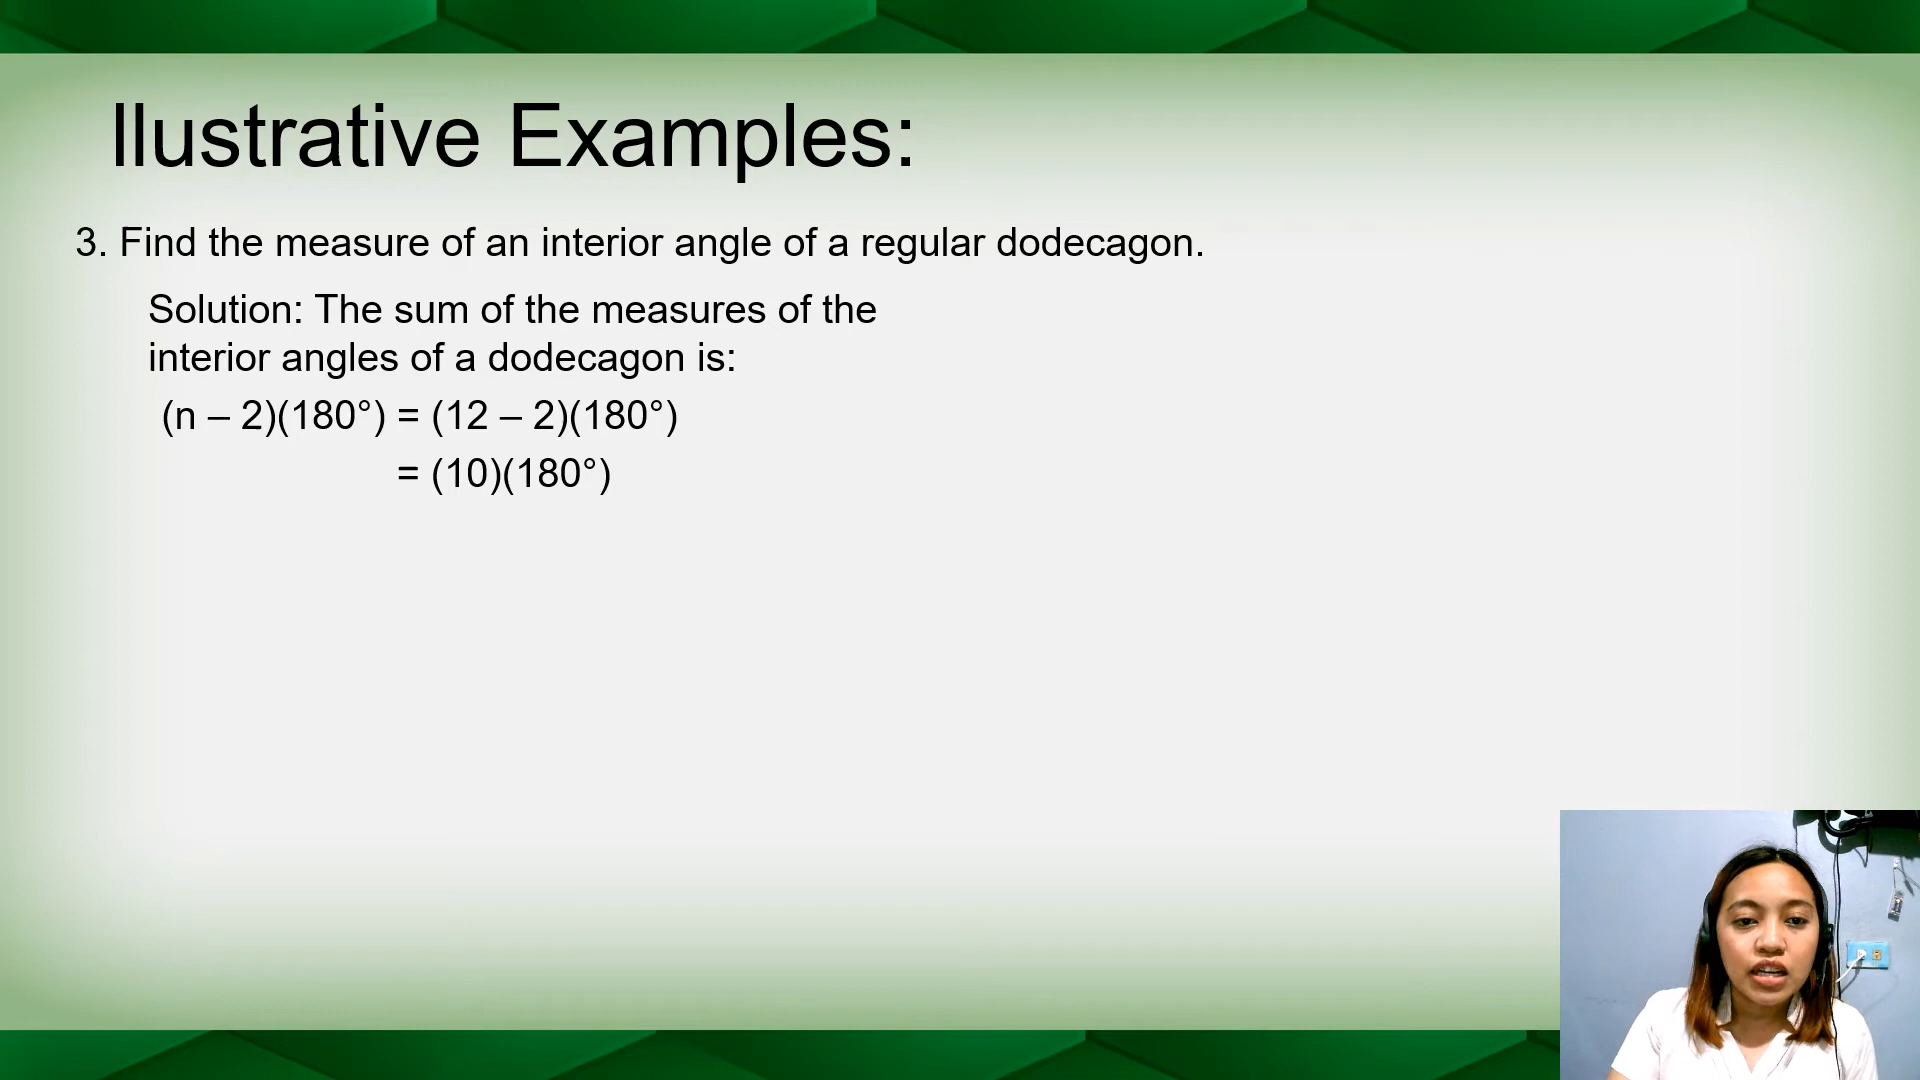 Ilustrative Examples:
3. Find the measure of an interior angle of a regular dodecagon.
Solution: The sum of the measures of the
interior angles of a dodecagon is:
(n – 2)(180°) = (12 – 2)(180°)
= (10)(180°)